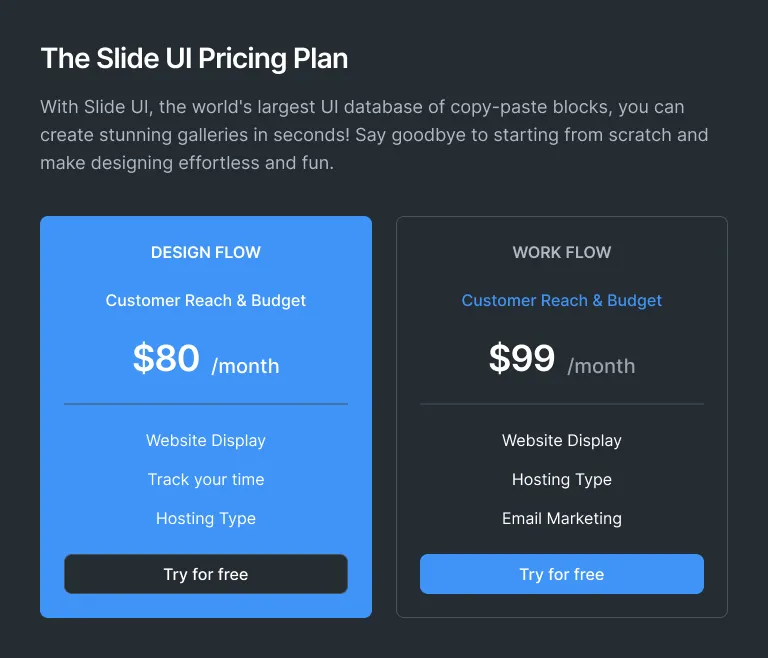 The Slide UI Pricing Plan
With Slide UI, the world's largest UI database of copy-paste blocks, you can
create stunning galleries in seconds! Say goodbye to starting from scratch and
make designing effortless and fun.
DESIGN FLOW
Customer Reach & Budget
$80 /month
Website Display
Track your time
Hosting Type
Try for free
WORK FLOW
Customer Reach & Budget
$99 /month
Website Display
Hosting Type
Email Marketing
Try for free